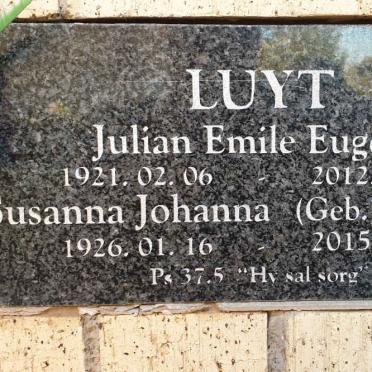 LUYT
Julian Emile Euge
1921. 02. 06 - 2012.
Susanna Johanna (Geb.
1926. 01. 16 - 2015
Ps 37.5 "Hy sal sorg"